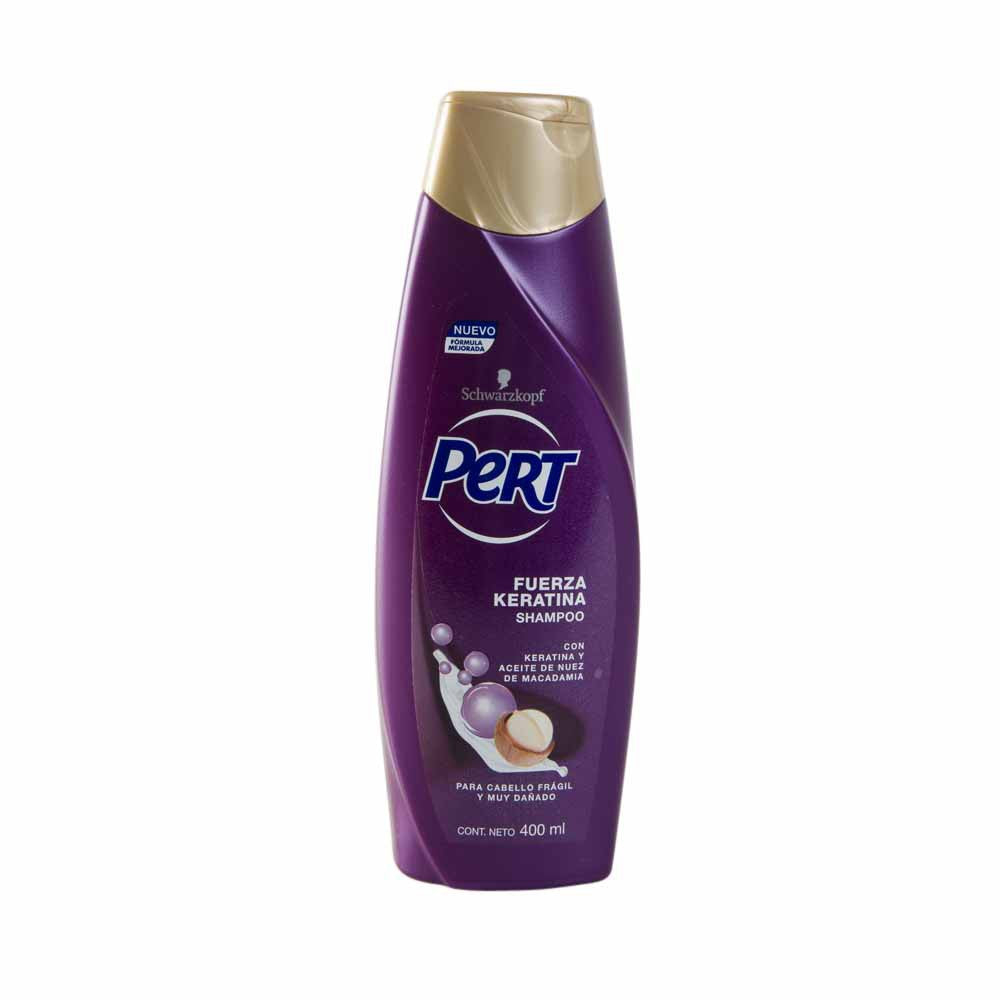 NUEVO
FÓRMULA
MEJORADA
Schwarzkopf
PERT
FUERZA
KERATINA
SHAMPOO
CON
KERATINA Y
ACEITE DE NUEZ
DE MACADAMIA
PARA CABELLO FRÁGIL
Y MUY DAÑADO
CONT. NETO 400 ml